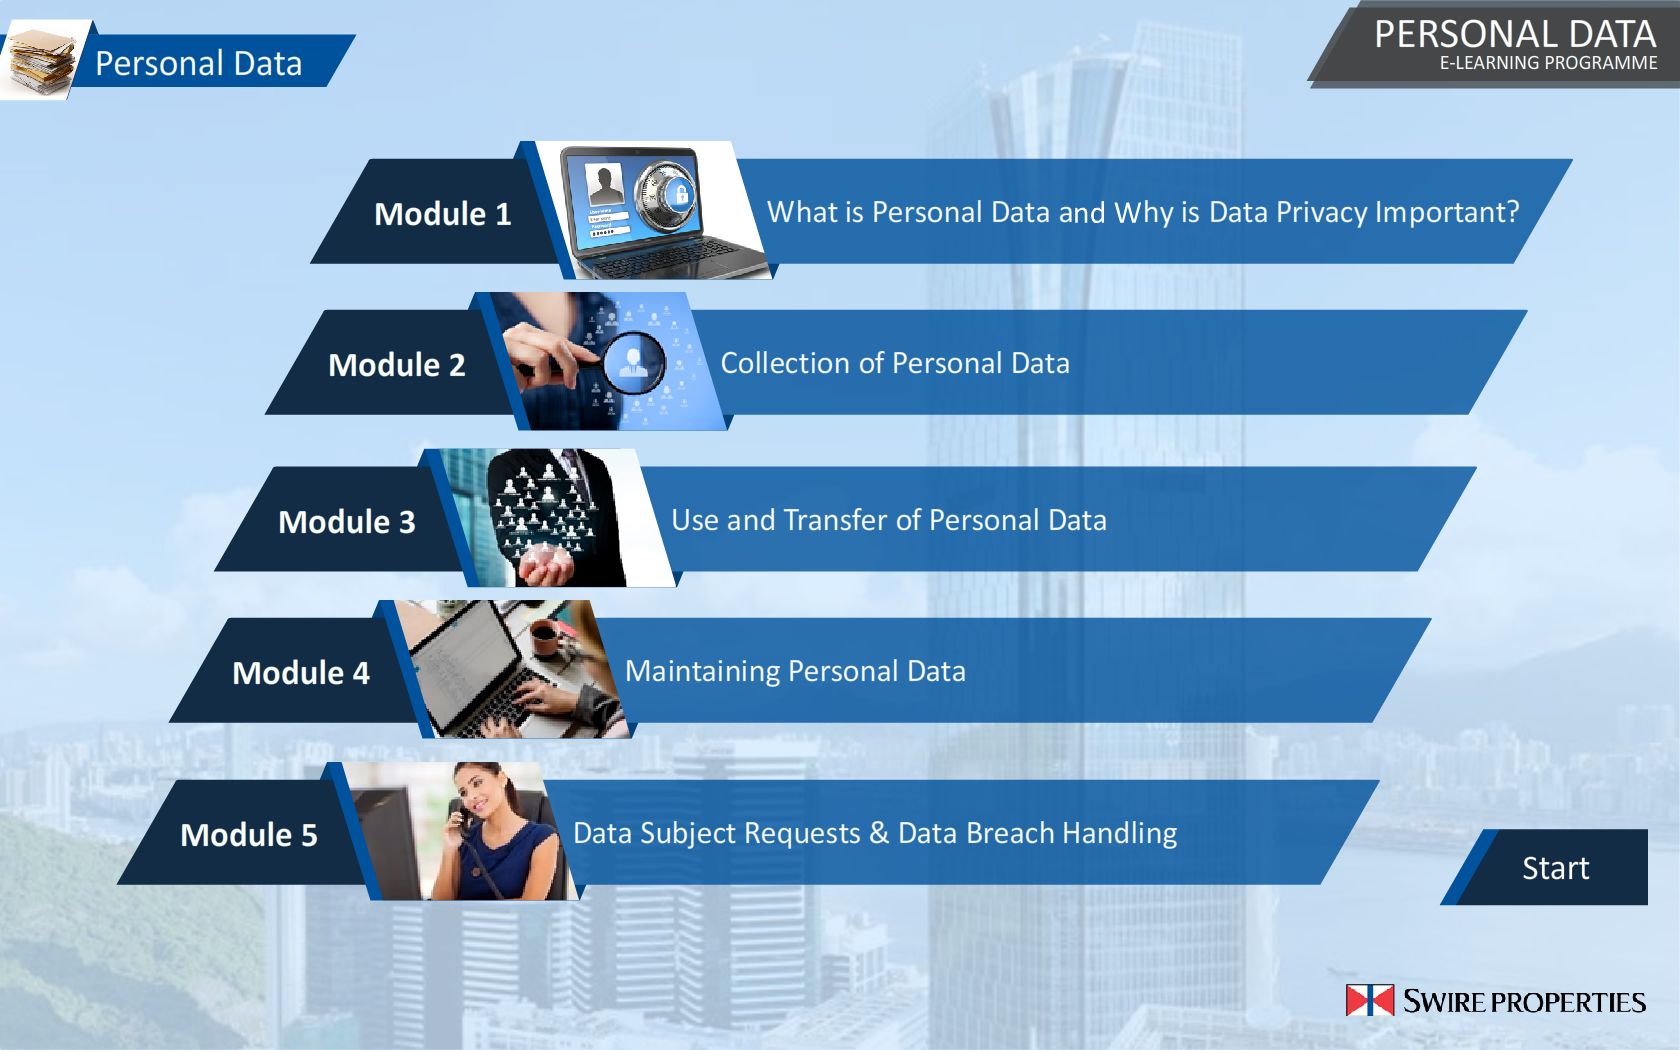 Personal Data
PERSONAL DATA
E-LEARNING PROGRAMME
Module 1
What is Personal Data and Why is Data Privacy Important?
Module 2
Collection of Personal Data
Module 3
Use and Transfer of Personal Data
Module 4
Maintaining Personal Data
Module 5
Data Subject Requests & Data Breach Handling
Start
SWIRE PROPERTIES